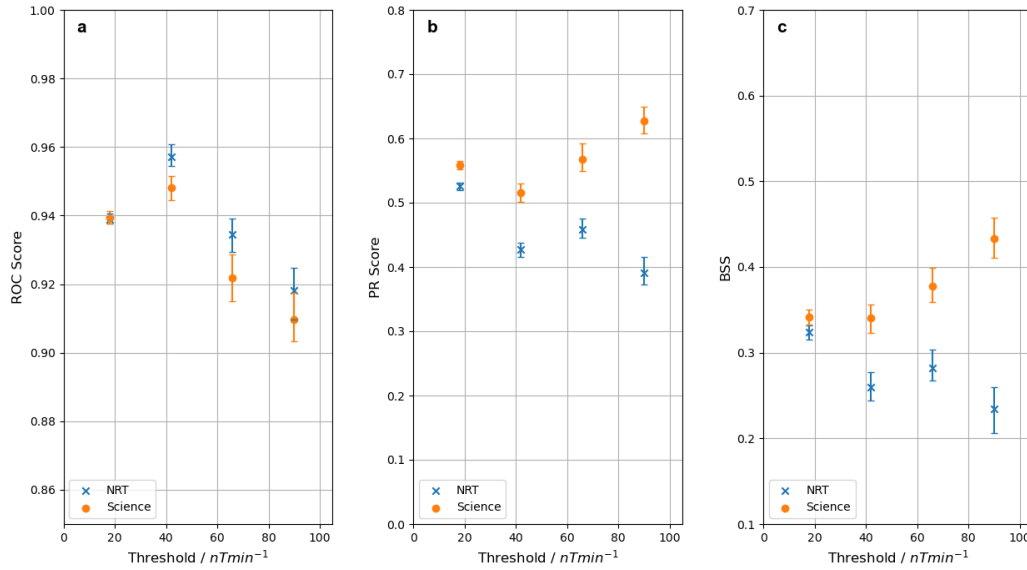 a
1.00
0.98
0.96
0.94
0.92
0.90
0.88
0.86
ROC Score
NRT
Science
0
20
40
60
80
100
Threshold / nTmin⁻¹
b
0.8
0.7
0.6
0.5
0.4
0.3
0.2
0.1
0.0
PR Score
NRT
Science
0
20
40
60
80
100
Threshold / nTmin⁻¹
c
0.7
0.6
0.5
0.4
0.3
0.2
0.1
BSS
NRT
Science
0
20
40
60
80
100
Threshold / nTmin⁻¹